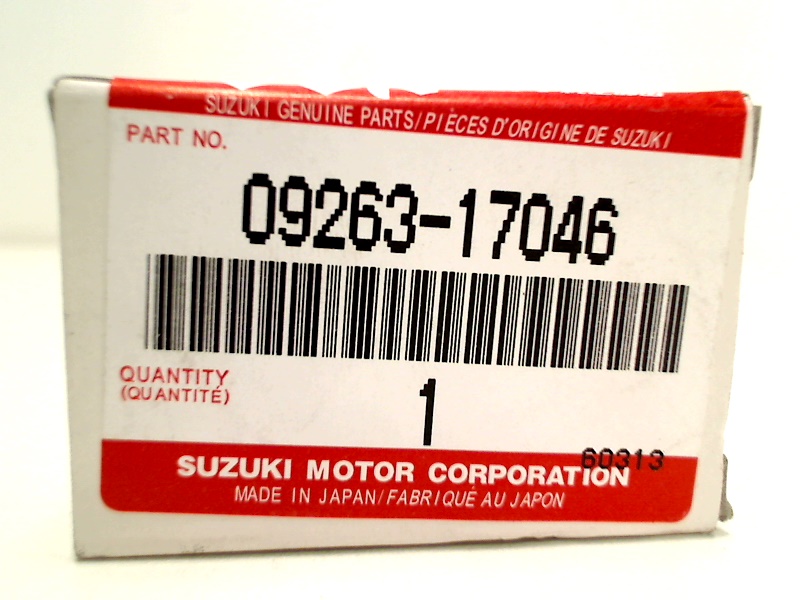 SUZUKI GENUINE PARTS/PIÈCES D'ORIGINE DE SUZUKI
PART NO.
09263-17046
QUANTITY
(QUANTITÉ)
1
60313
SUZUKI MOTOR CORPORATION
MADE IN JAPAN/FABRIQUÉ AU JAPON